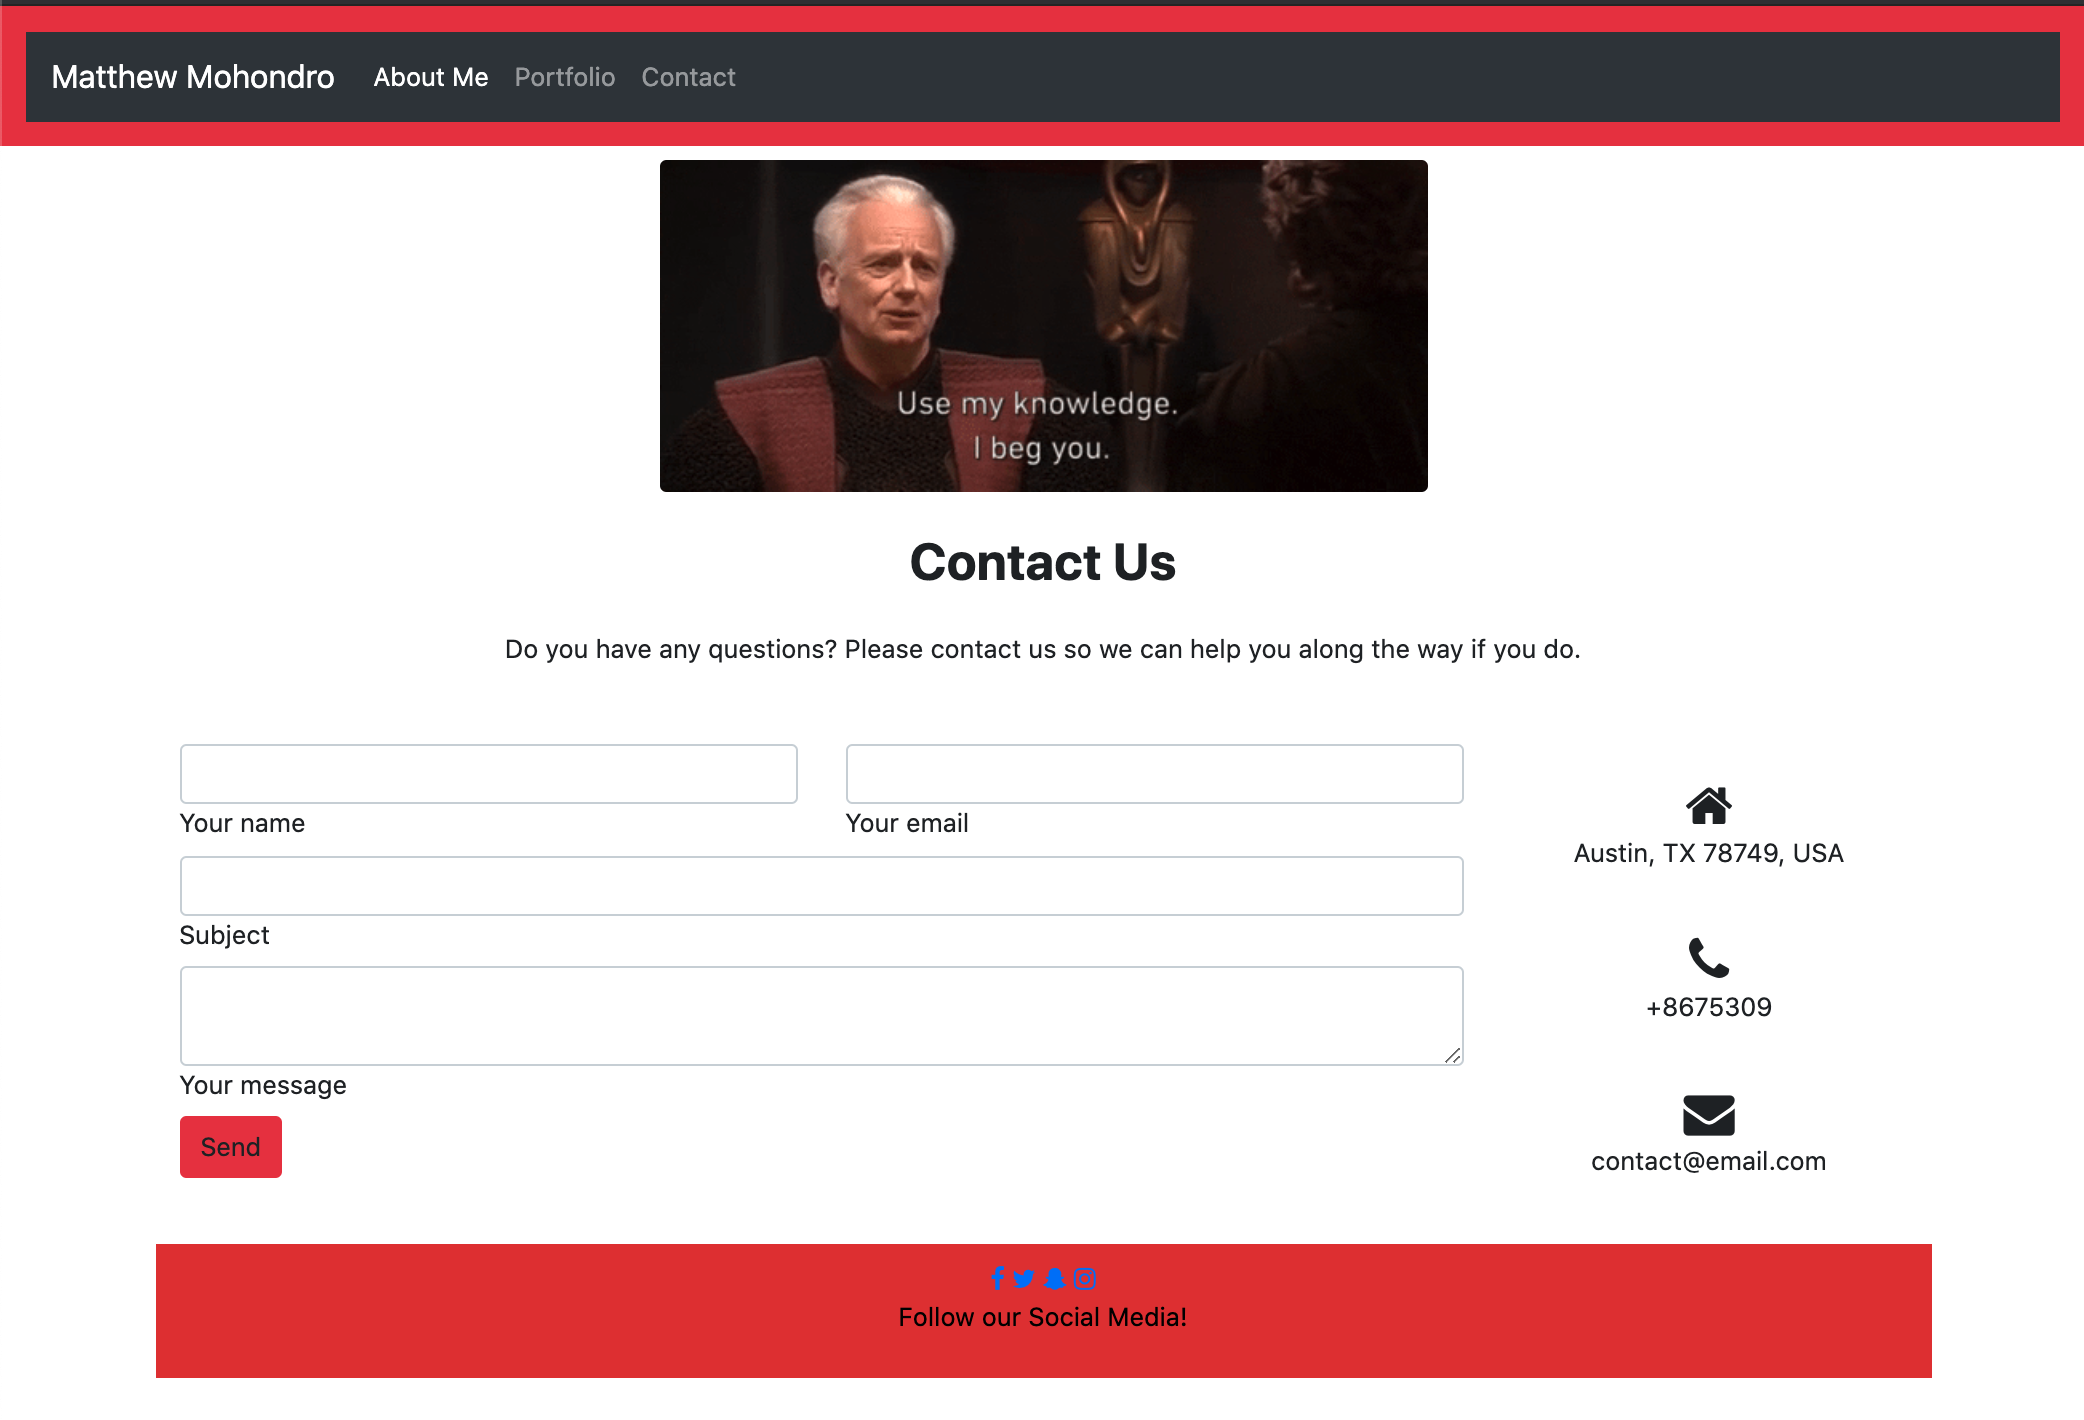 Matthew Mohondro About Me Portfolio Contact
Use my knowledge.
I beg you.
Contact Us
Do you have any questions? Please contact us so we can help you along the way if you do.
Your name
Your email
Subject
Your message
Send
Austin, TX 78749, USA
+8675309
contact@email.com
Follow our Social Media!